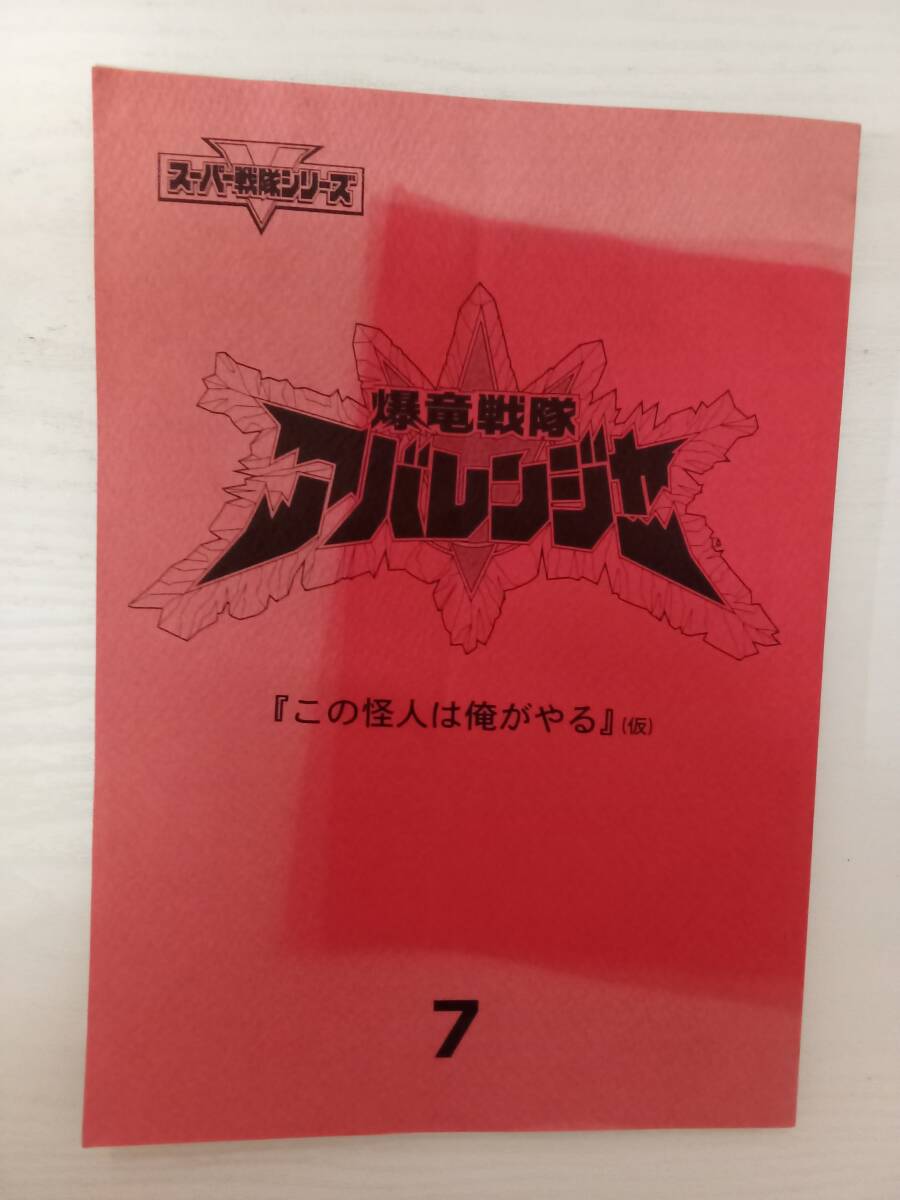 スーパー戦隊シリーズ
爆竜戦隊
アバレンジャー
『この怪人は俺がやる』(仮)
7